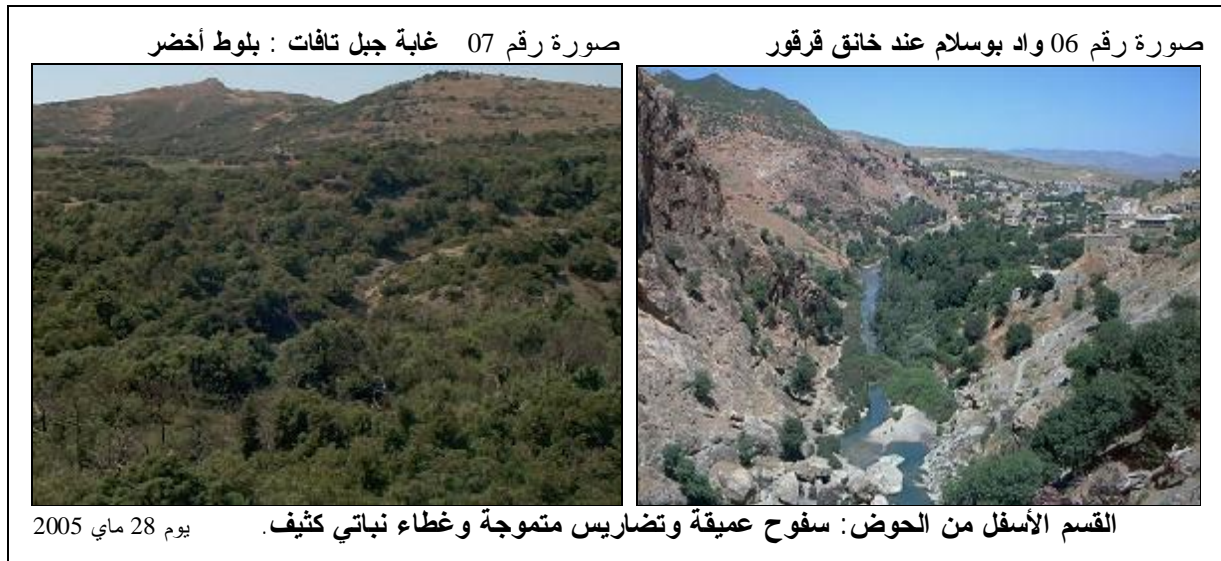 صورة رقم 06 واد بوسلام عند خانق قرقور
صورة رقم 07 غابة جبل تافات : بلوط أخضر
القسم الأسفل من الحوض: سفوح عميقة وتضاريس متموجة وغطاء نباتي كثيف. يوم 28 ماي 2005